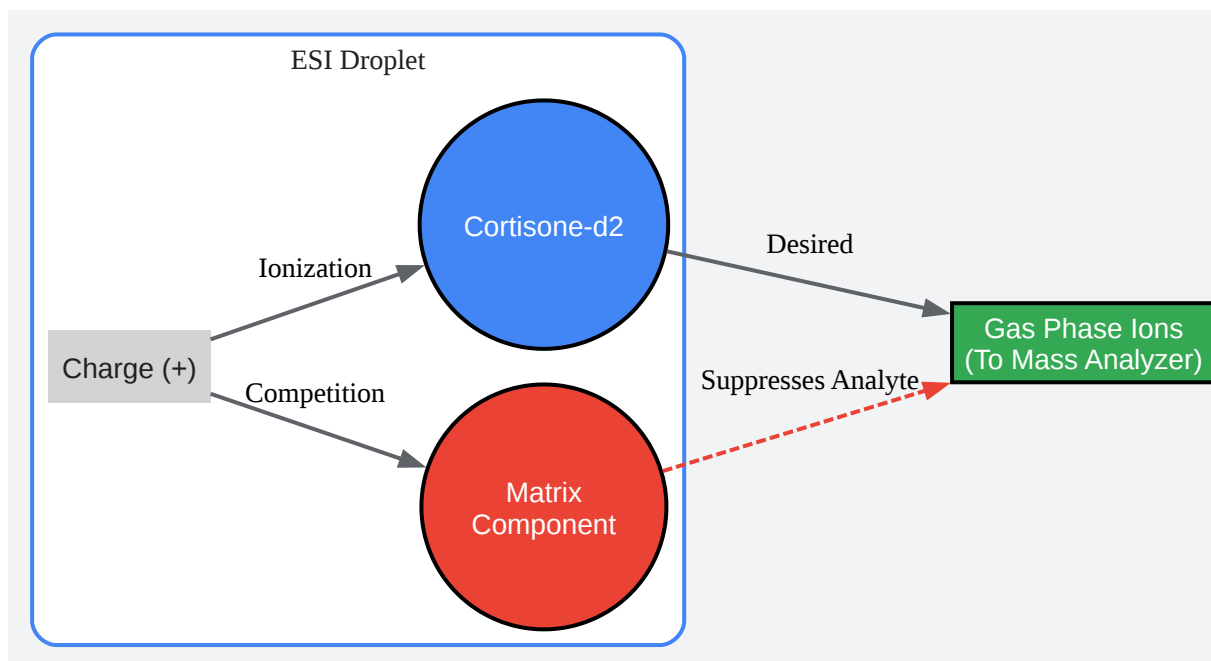 ESI Droplet
Cortisone-d2
Desired
Ionization
Gas Phase Ions
(To Mass Analyzer)
Charge (+)
Competition
Suppresses Analyte
Matrix
Component